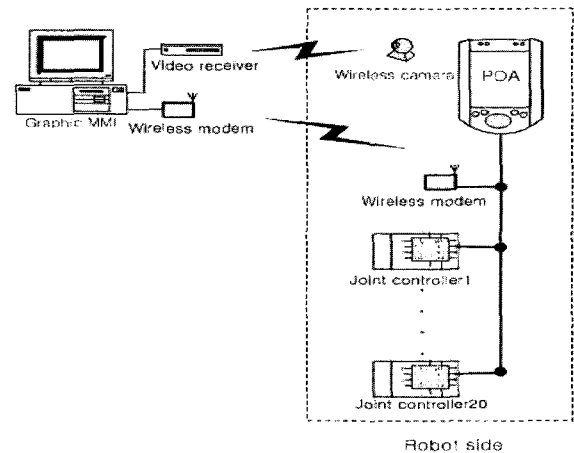 Video receiver
Wireless camera
PDA
Graphic MMI
Wireless modem
Wireless modem
Joint controller1
Joint controller20
Robot side